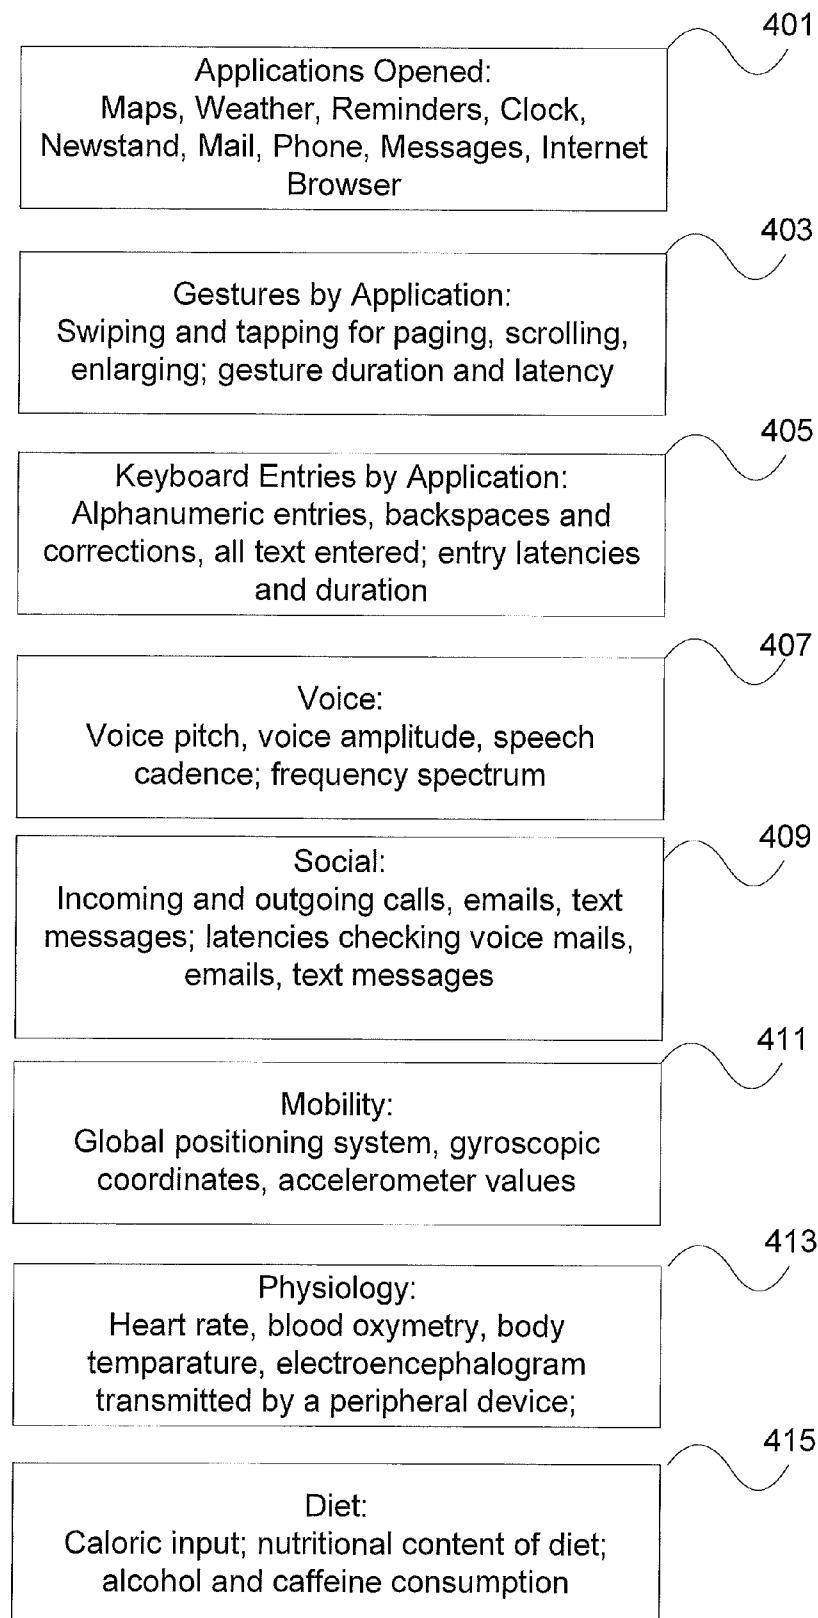 401
Applications Opened:
Maps, Weather, Reminders, Clock,
Newstand, Mail, Phone, Messages, Internet
Browser
403
Gestures by Application:
Swiping and tapping for paging, scrolling,
enlarging; gesture duration and latency
405
Keyboard Entries by Application:
Alphanumeric entries, backspaces and
corrections, all text entered; entry latencies
and duration
407
Voice:
Voice pitch, voice amplitude, speech
cadence; frequency spectrum
409
Social:
Incoming and outgoing calls, emails, text
messages; latencies checking voice mails,
emails, text messages
411
Mobility:
Global positioning system, gyroscopic
coordinates, accelerometer values
413
Physiology:
Heart rate, blood oxymetry, body
temparature, electroencephalogram
transmitted by a peripheral device;
415
Diet:
Caloric input; nutritional content of diet;
alcohol and caffeine consumption